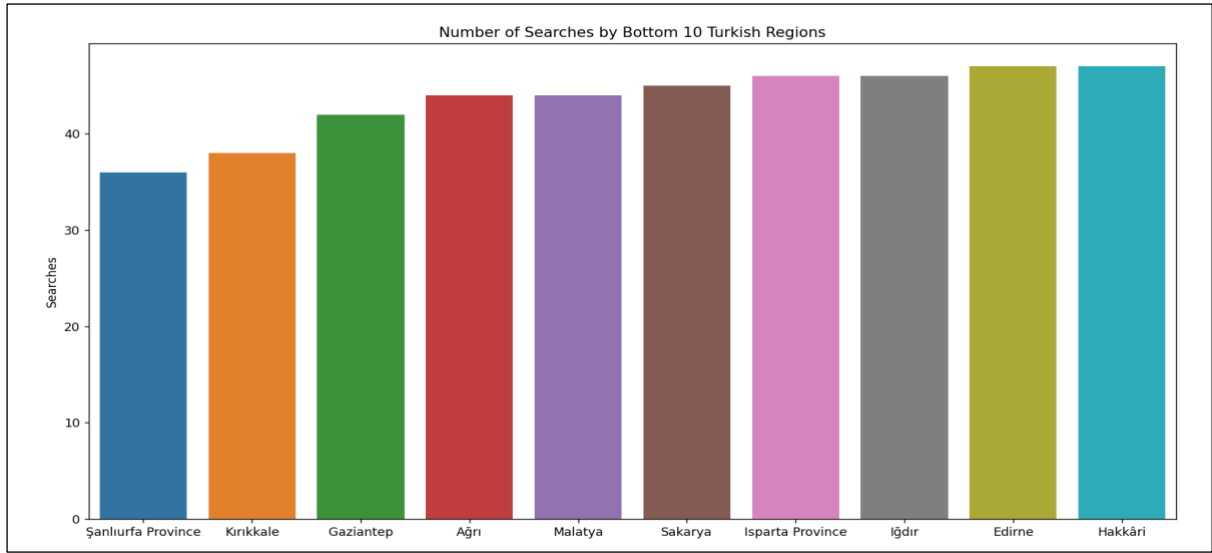 Number of Searches by Bottom 10 Turkish Regions
Searches
40
30
20
10
0
Şanlıurfa Province Kırıkkale Gaziantep Ağrı Malatya Sakarya Isparta Province Iğdır Edirne Hakkâri